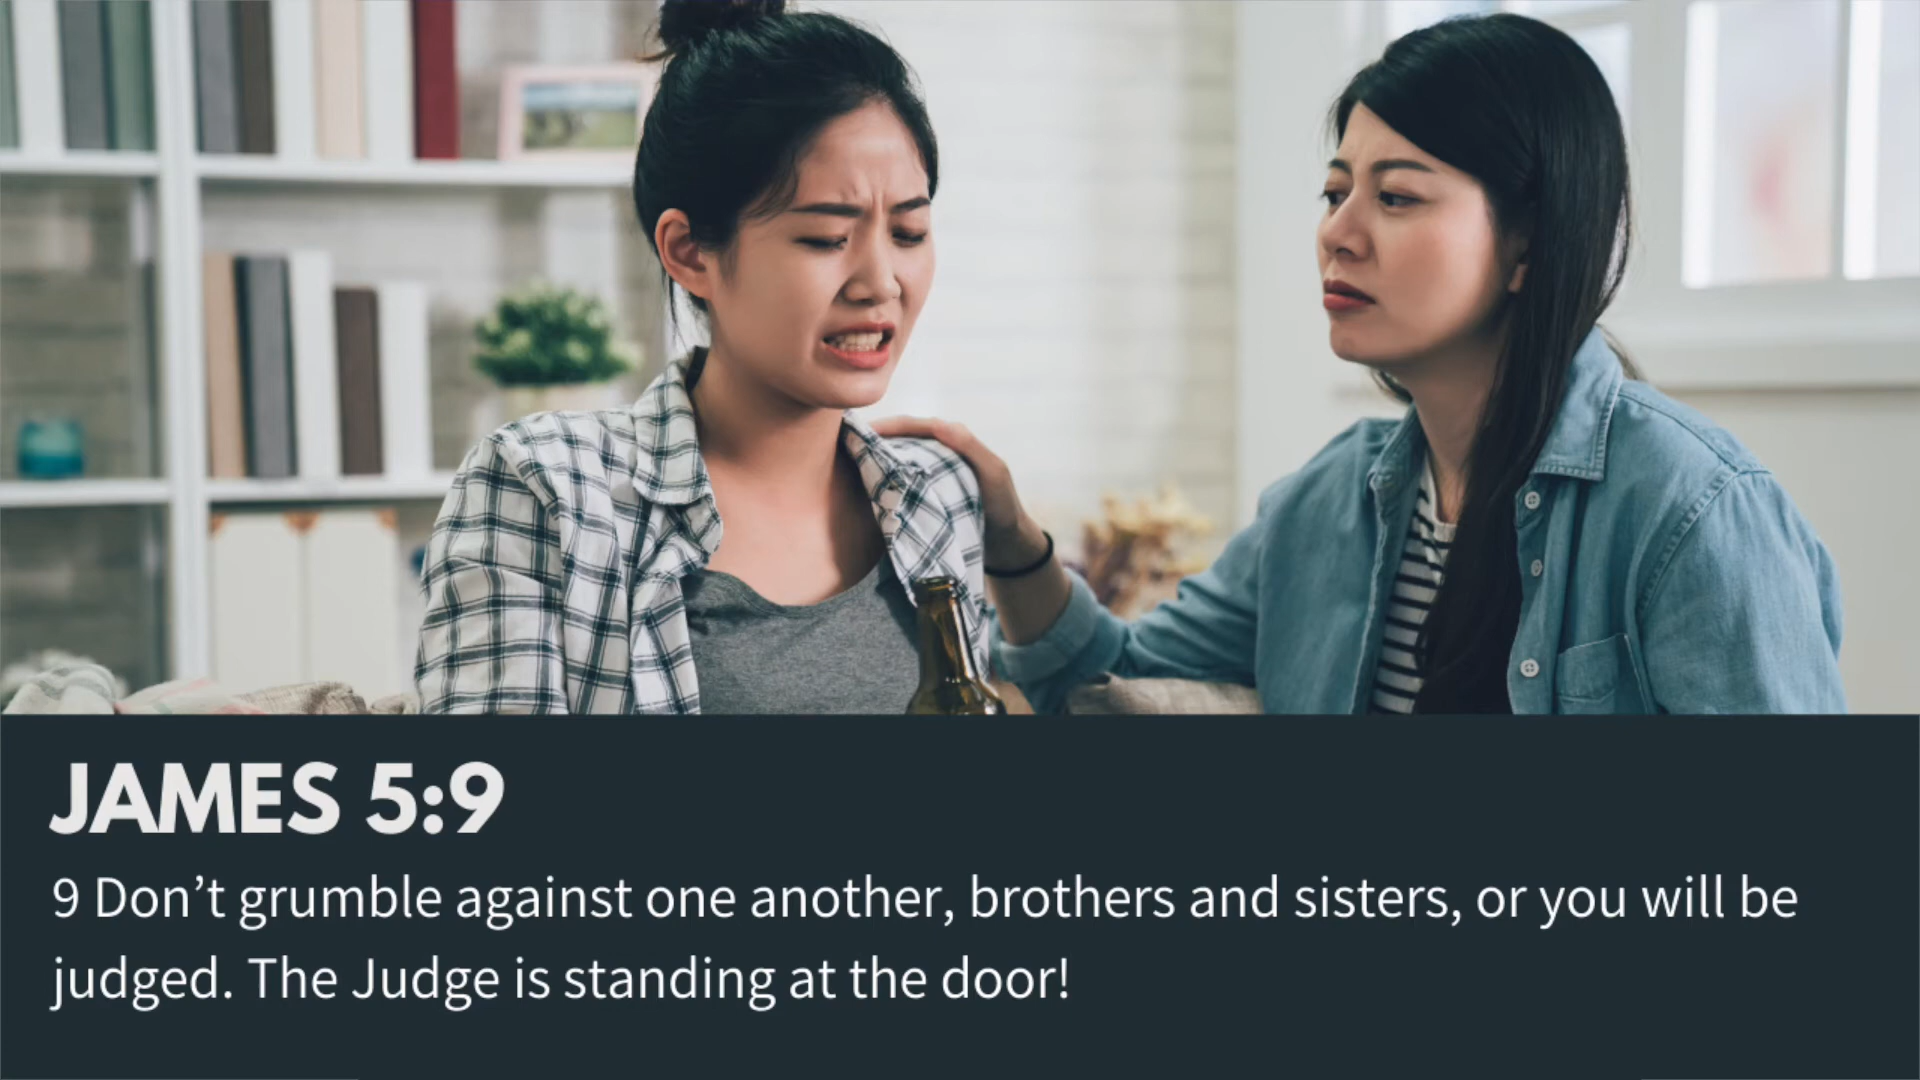 JAMES 5:9
9 Don’t grumble against one another, brothers and sisters, or you will be
judged. The Judge is standing at the door!